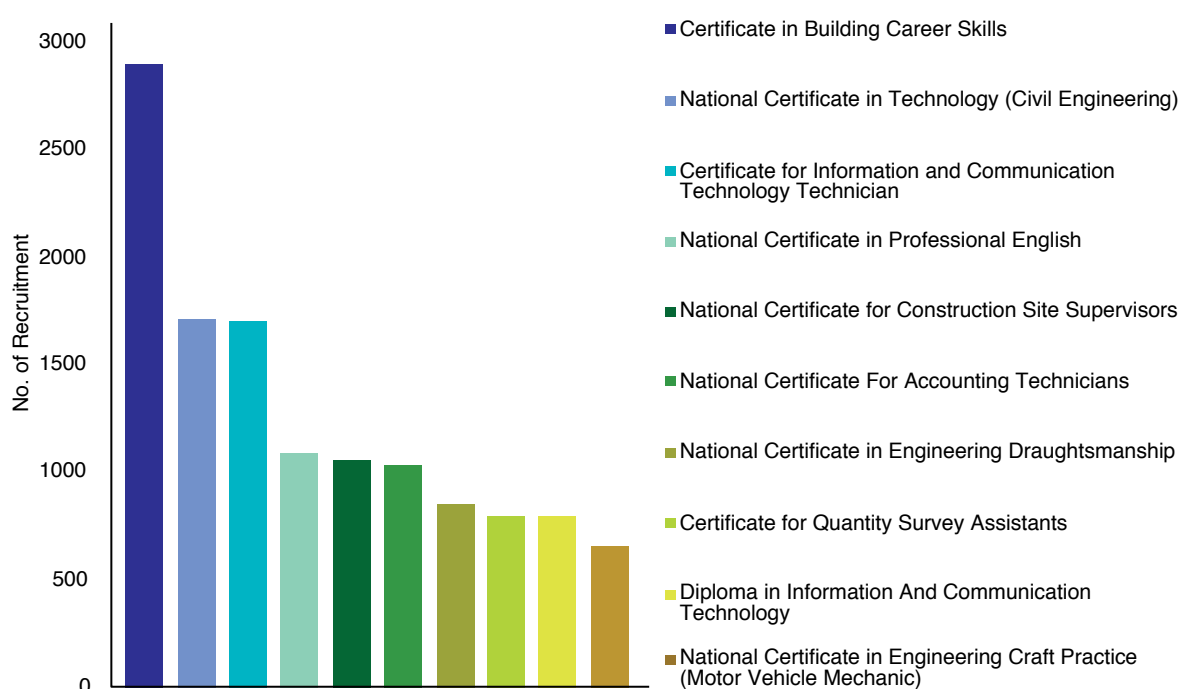 3000
2500
2000
1500
1000
500
0
No. of Recruitment
Certificate in Building Career Skills
National Certificate in Technology (Civil Engineering)
Certificate for Information and Communication
Technology Technician
National Certificate in Professional English
National Certificate for Construction Site Supervisors
National Certificate For Accounting Technicians
National Certificate in Engineering Draughtsmanship
Certificate for Quantity Survey Assistants
Diploma in Information And Communication
Technology
National Certificate in Engineering Craft Practice
(Motor Vehicle Mechanic)